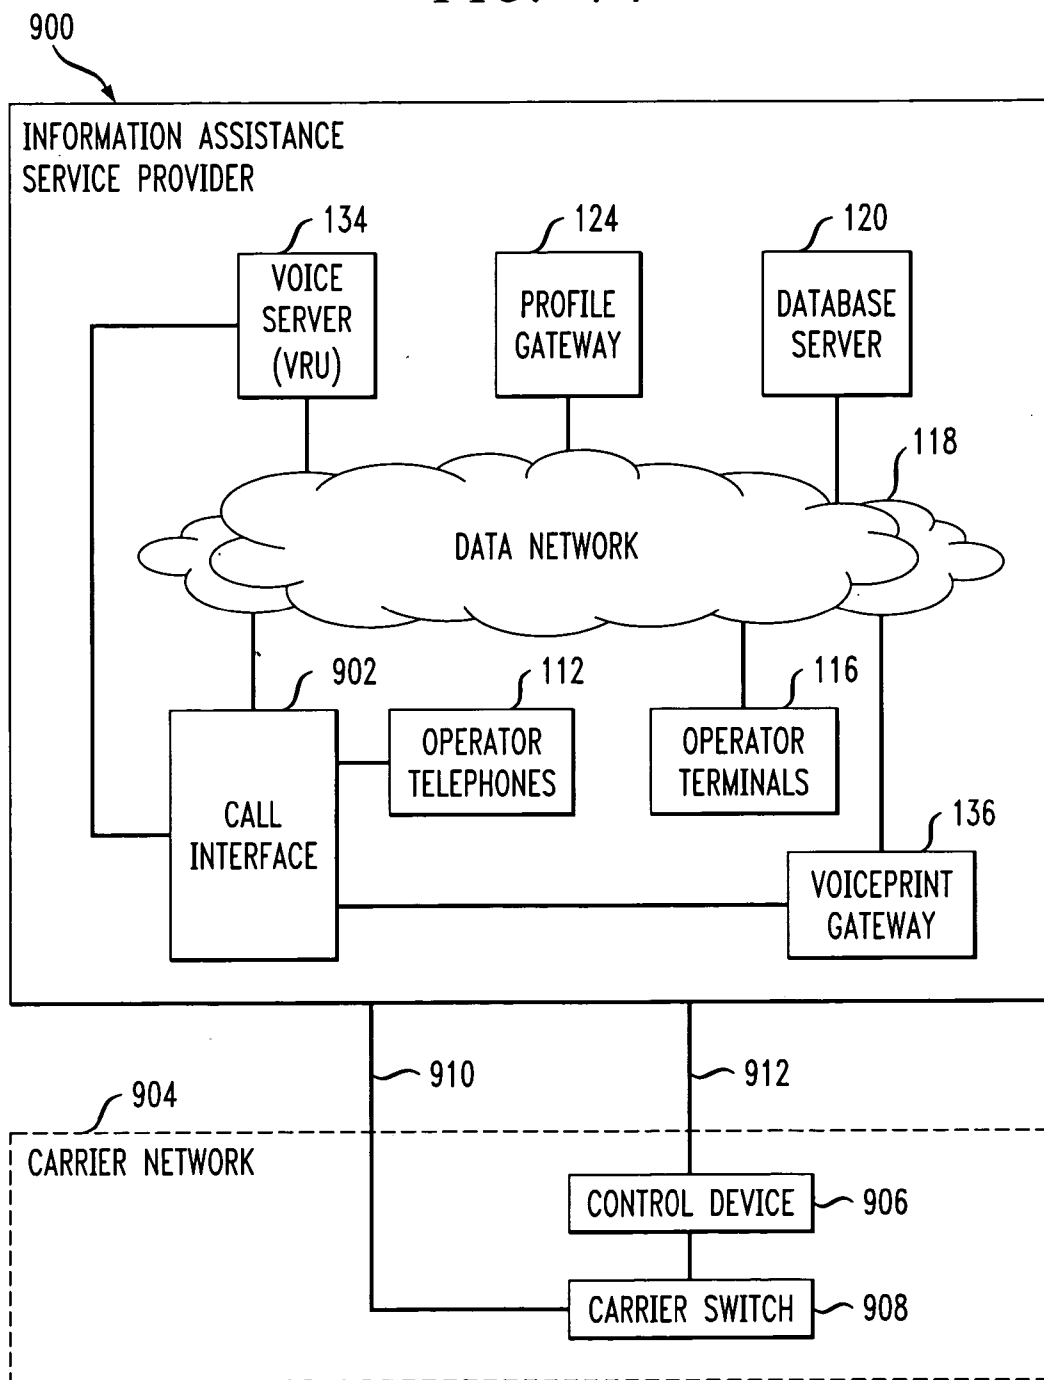 900
INFORMATION ASSISTANCE
SERVICE PROVIDER
134
124
120
VOICE
SERVER
(VRU)
PROFILE
GATEWAY
DATABASE
SERVER
118
DATA NETWORK
902
112
116
OPERATOR
TELEPHONES
OPERATOR
TERMINALS
CALL
INTERFACE
136
VOICEPRINT
GATEWAY
910
912
904
CARRIER NETWORK
CONTROL DEVICE
906
CARRIER SWITCH
908